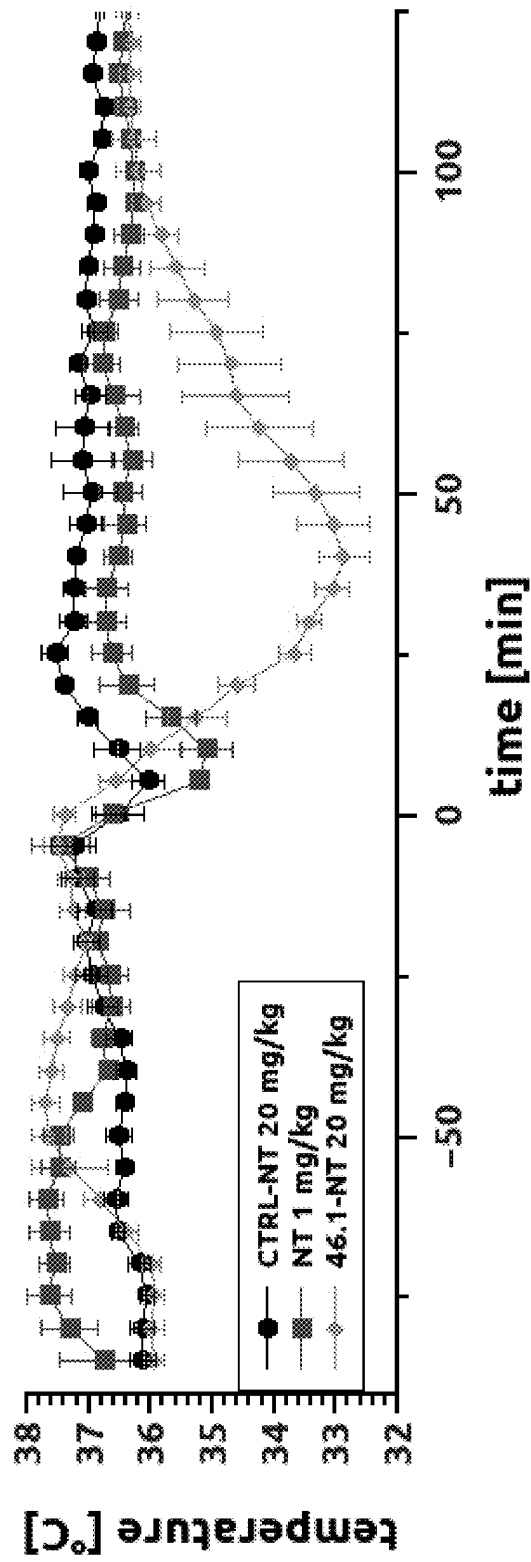 temperature [°C]
38
37
36
35
34
33
32
CTRL-NT 20 mg/kg
NT 1 mg/kg
46.1-NT 20 mg/kg
−50
0
50
100
time [min]